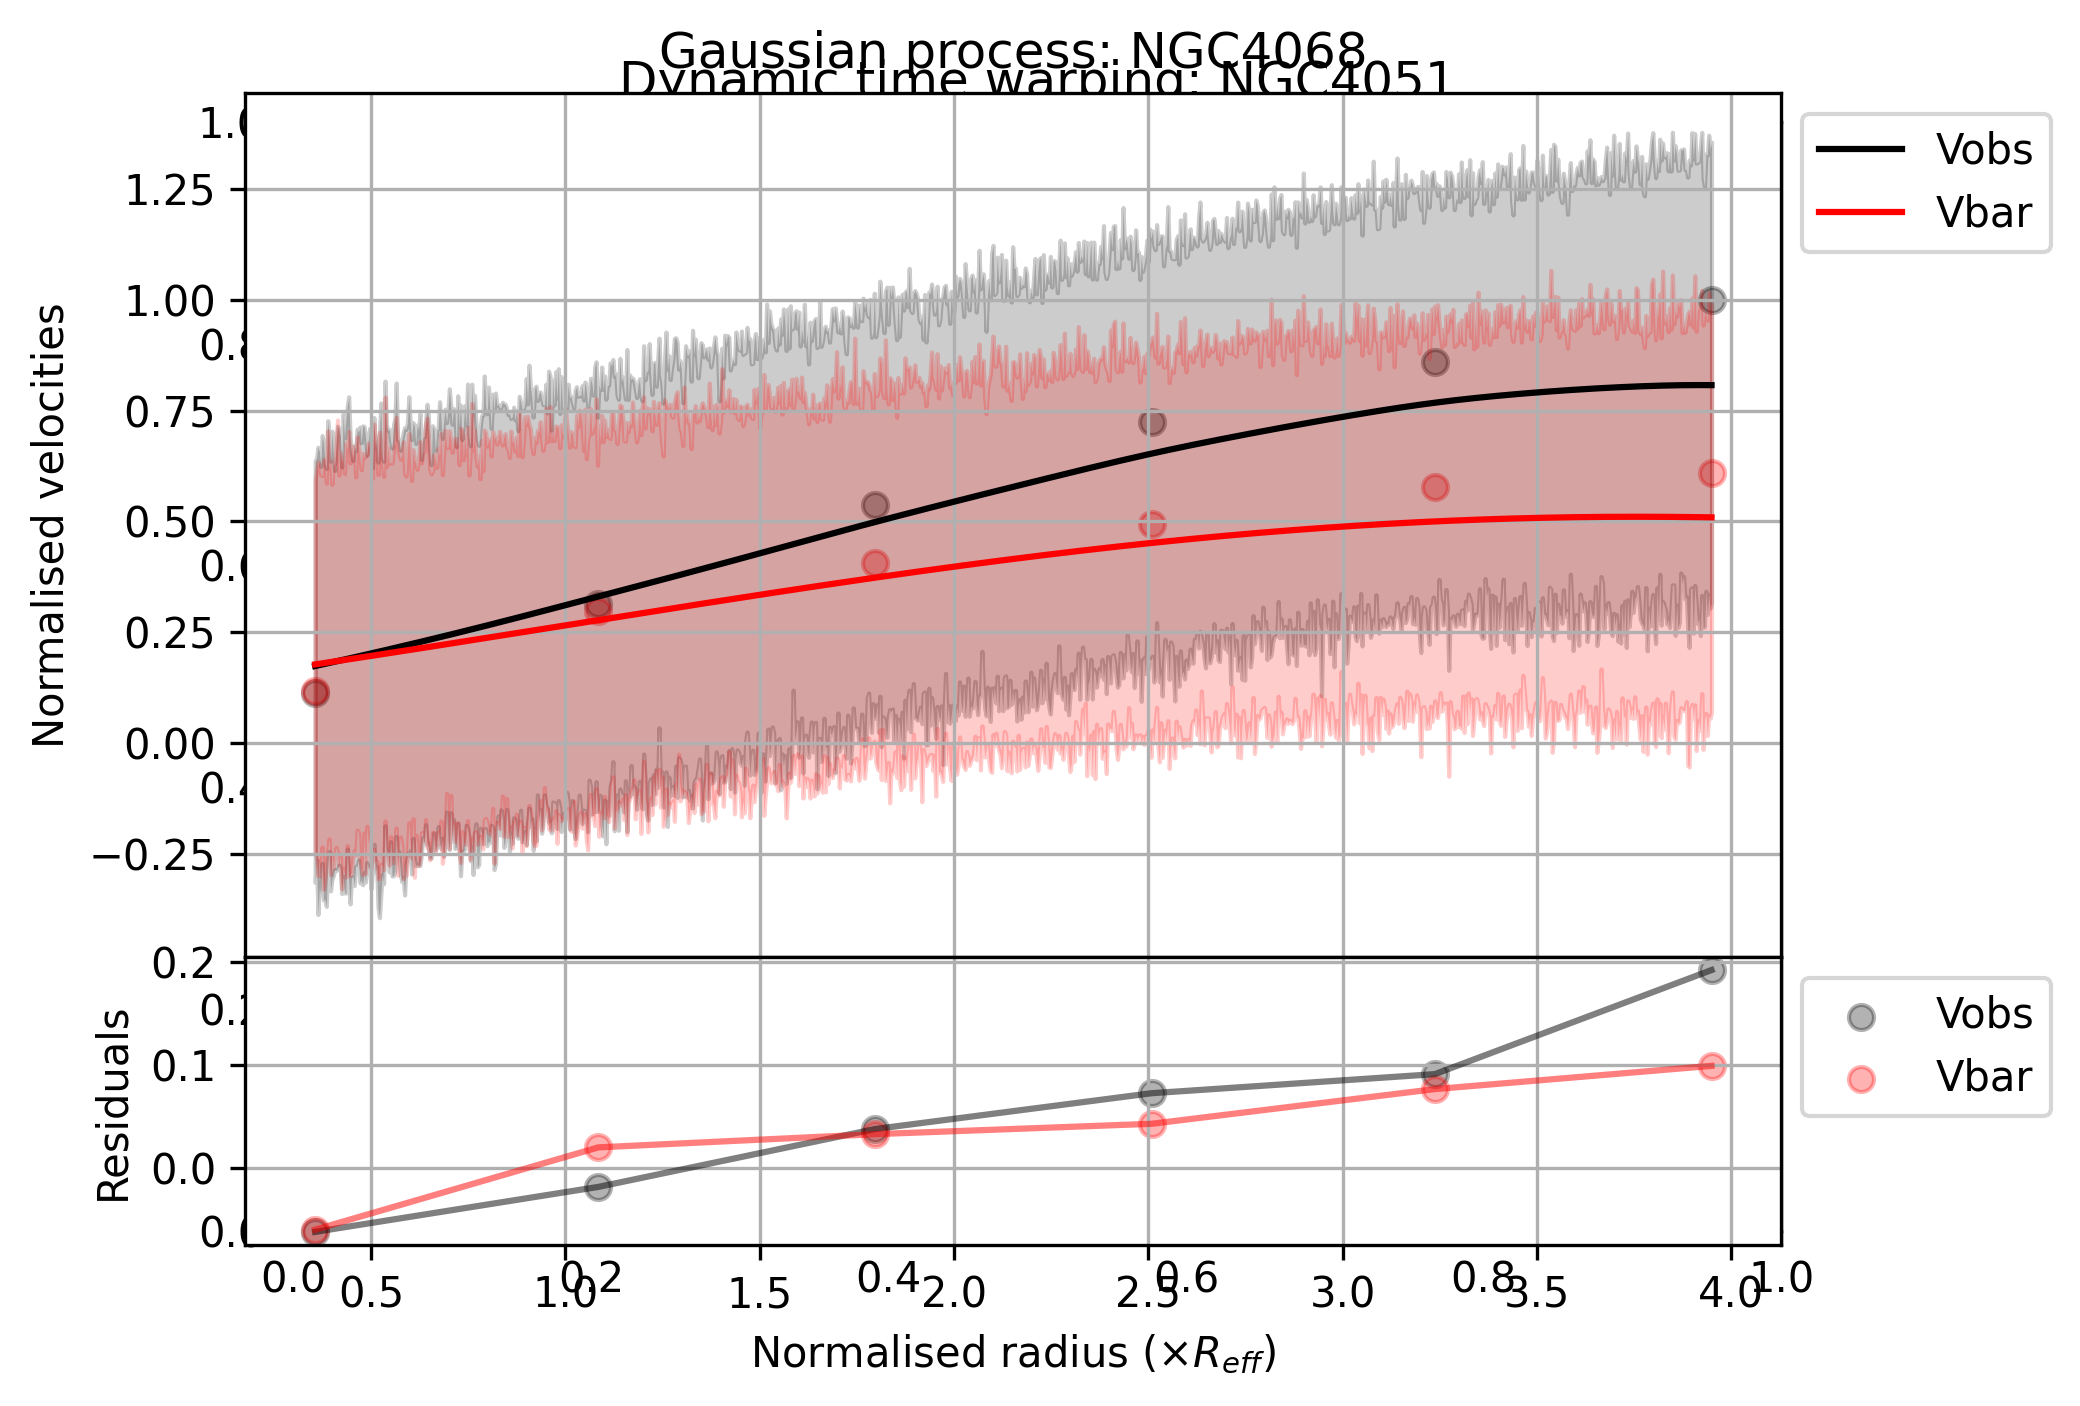 Gaussian process: NGC4068
Dynamic time warping: NGC4051
Normalised velocities
1.25
1.00
0.75
0.50
0.25
0.00
−0.25
Vobs
Vbar
Residuals
0.2
0.1
0.0
Vobs
Vbar
0.0 0.2 0.4 0.6 0.8 1.0
0.5 1.0 1.5 2.0 2.5 3.0 3.5 4.0
Normalised radius (×R_eff)